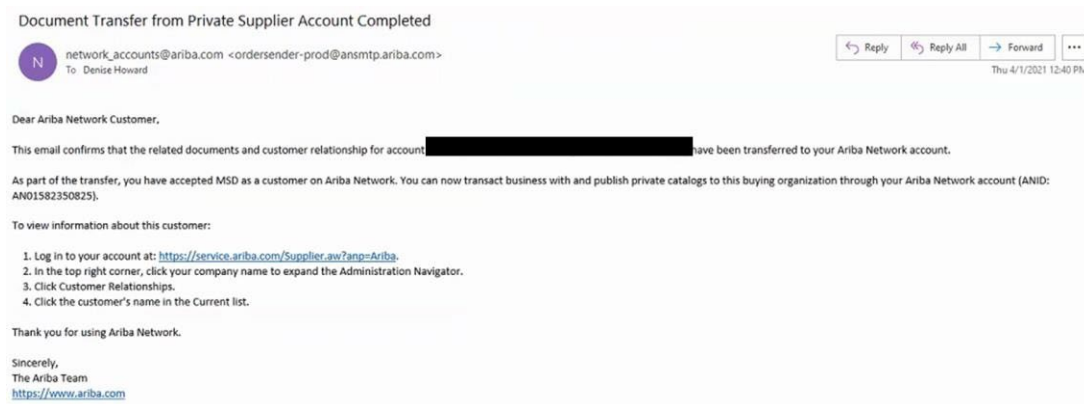 Document Transfer from Private Supplier Account Completed
N
network_accounts@ariba.com <ordersender-prod@ansmtp.ariba.com>
To Denise Howard
Reply
Reply All
Forward
...
Thu 4/1/2021 12:40 PM
Dear Ariba Network Customer,
This email confirms that the related documents and customer relationship for account have been transferred to your Ariba Network account.
As part of the transfer, you have accepted MSD as a customer on Ariba Network. You can now transact business with and publish private catalogs to this buying organization through your Ariba Network account (ANID:
AN01582350825).
To view information about this customer:
1. Log in to your account at: https://service.ariba.com/Supplier.aw?anp=Ariba.
2. In the top right corner, click your company name to expand the Administration Navigator.
3. Click Customer Relationships.
4. Click the customer's name in the Current list.
Thank you for using Ariba Network.
Sincerely,
The Ariba Team
https://www.ariba.com